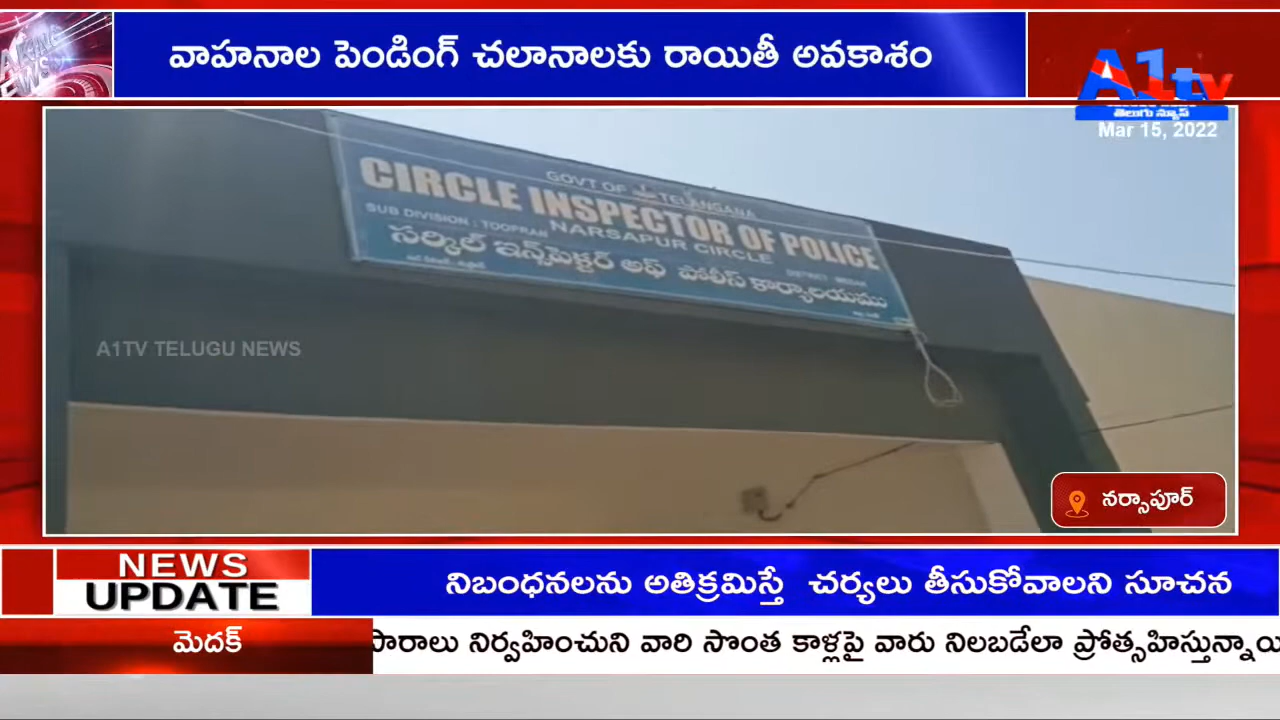 వాహనాల పెండింగ్ చలానాలకు రాయితీ అవకాశం
A1tv
తెలుగు న్యూస్
Mar 15, 2022
GOVT OF TELANGANA
CIRCLE INSPECTOR OF POLICE
SUB DIVISION : TOOPRAN NARSAPUR CIRCLE
సర్కిల్ ఇన్స్‌పెక్టర్ అఫ్ పోలీస్ కార్యాలయము
A1TV TELUGU NEWS
నర్సాపూర్
NEWS
UPDATE
నిబంధనలను అతిక్రమిస్తే చర్యలు తీసుకోవాలని సూచన
మెదక్
నిర్వహించుని వారి సొంత కాళ్లపై వారు నిలబడేలా